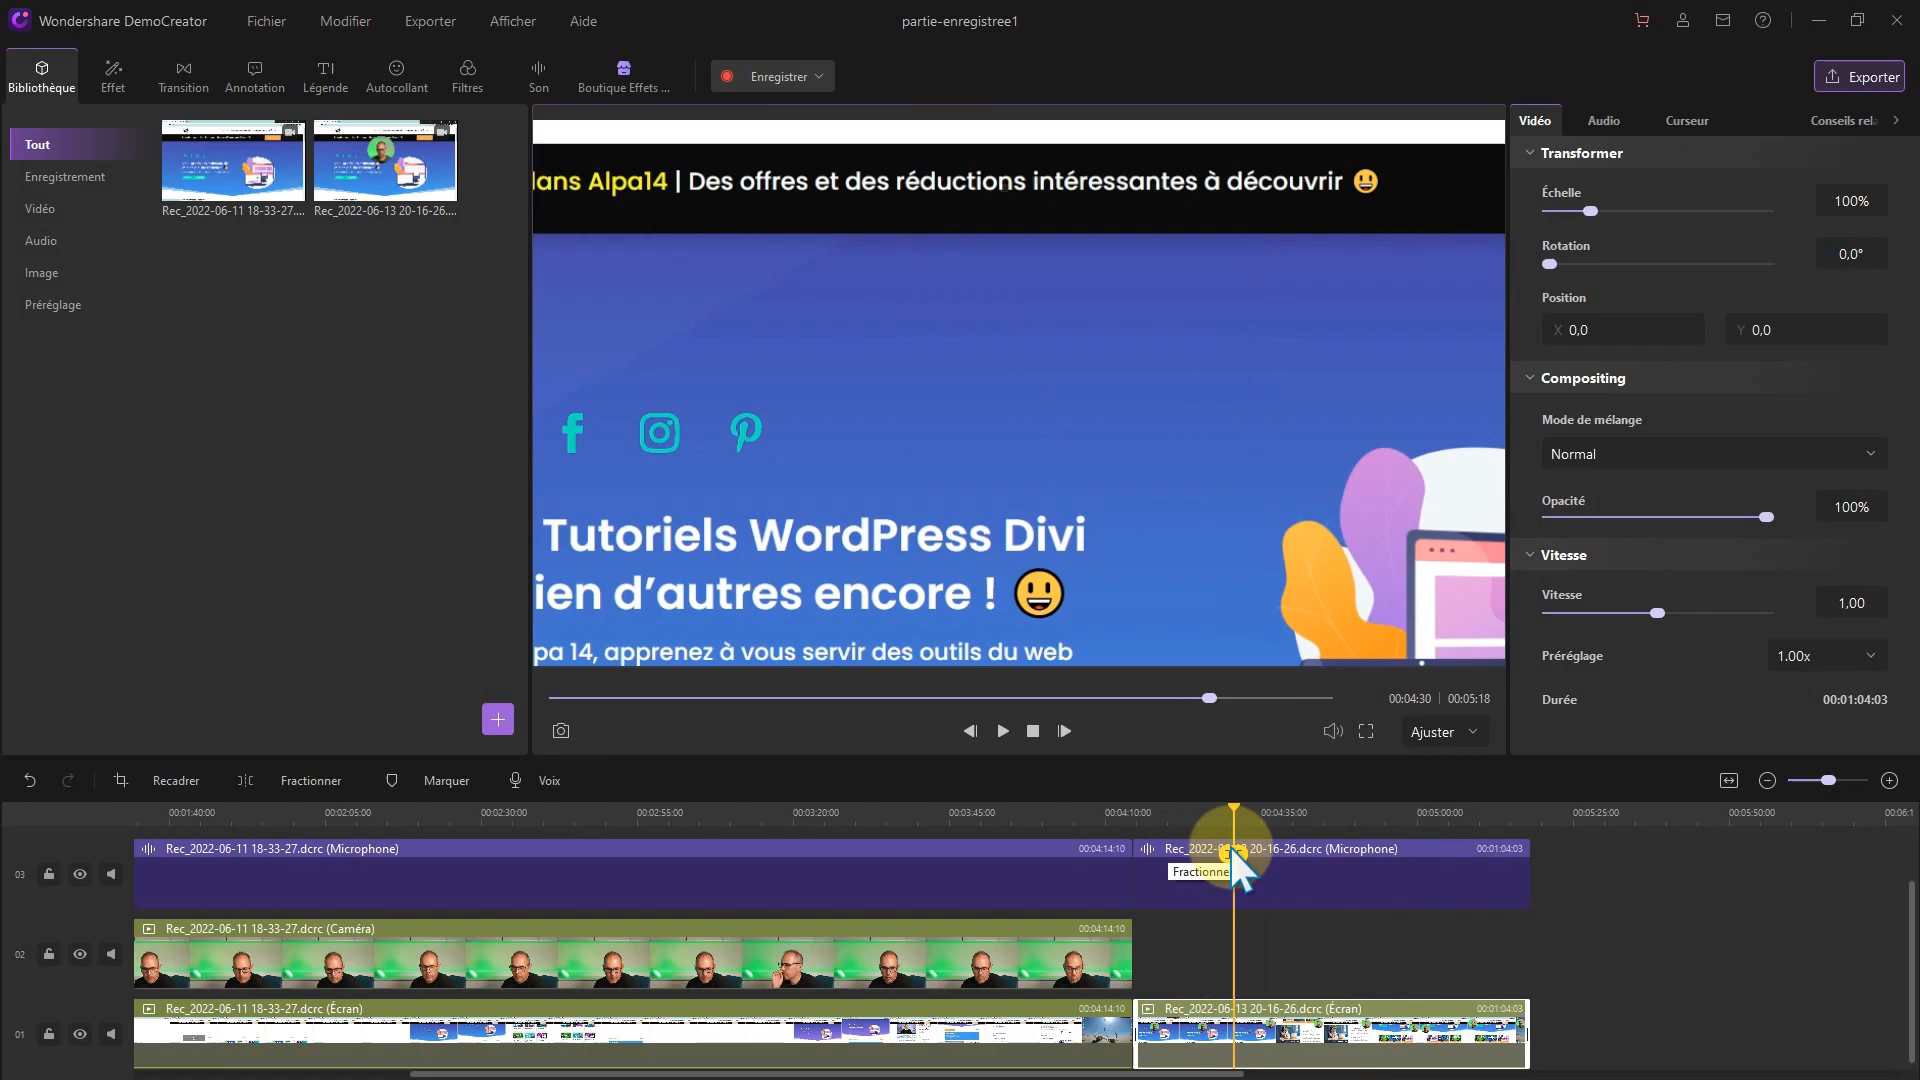 Wondershare DemoCreator
Fichier
Modifier
Exporter
Afficher
Aide
partie-enregistree1
Bibliothèque
Effet
Transition
Annotation
Légende
Autocollant
Filtres
Son
Boutique Effets ...
Enregistrer
Exporter
Tout
Enregistrement
Vidéo
Audio
Image
Préréglage
Rec_2022-06-11 18-33-27....
Rec_2022-06-13 20-16-26....
dans Alpa14 | Des offres et des réductions intéressantes à découvrir 😃
Tutoriels WordPress Divi
ien d’autres encore ! 😃
pa 14, apprenez à vous servir des outils du web
00:04:30 | 00:05:18
Ajuster
Vidéo
Audio
Curseur
Conseils rela
Transformer
Échelle
100%
Rotation
0,0°
Position
X 0,0
Y 0,0
Compositing
Mode de mélange
Normal
Opacité
100%
Vitesse
Vitesse
1,00
Préréglage
1.00x
Durée
00:01:04:03
Recadrer
Fractionner
Marquer
Voix
00:01:40:00
00:02:05:00
00:02:30:00
00:02:55:00
00:03:20:00
00:03:45:00
00:04:10:00
00:04:35:00
00:05:00:00
00:05:25:00
00:05:50:00
00:06:1
03
Rec_2022-06-11 18-33-27.dcrc (Microphone)
00:04:14:10
20-16-26.dcrc (Microphone)
00:01:04:03
Fractionne
02
Rec_2022-06-11 18-33-27.dcrc (Caméra)
00:04:14:10
01
Rec_2022-06-11 18-33-27.dcrc (Écran)
00:04:14:10
Rec_2022-06-13 20-16-26.dcrc (Écran)
00:01:04:03